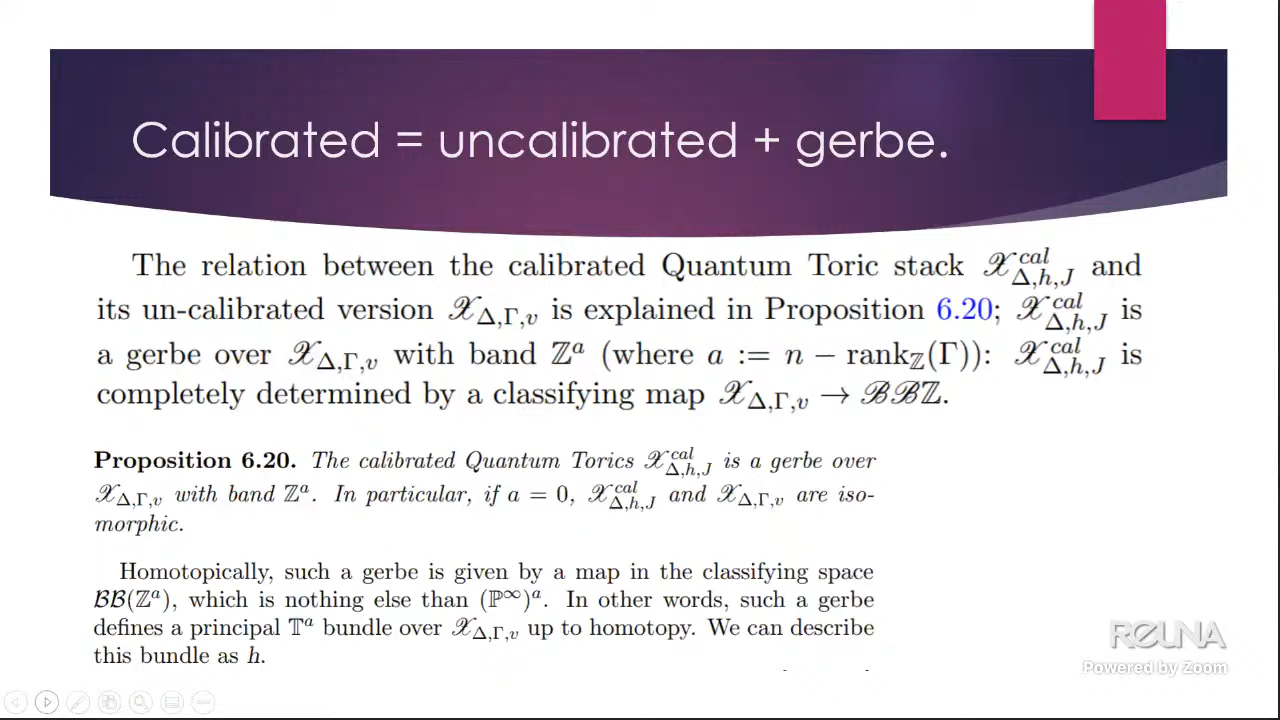 Calibrated = uncalibrated + gerbe.
The relation between the calibrated Quantum Toric stack 𝒳^{cal}_{Δ,h,J} and
its un-calibrated version 𝒳_{Δ,Γ,v} is explained in Proposition 6.20; 𝒳^{cal}_{Δ,h,J} is
a gerbe over 𝒳_{Δ,Γ,v} with band ℤ^a (where a := n − rank_ℤ(Γ)): 𝒳^{cal}_{Δ,h,J} is
completely determined by a classifying map 𝒳_{Δ,Γ,v} → ℬℬℤ.
Proposition 6.20. The calibrated Quantum Torics 𝒳^{cal}_{Δ,h,J} is a gerbe over
𝒳_{Δ,Γ,v} with band ℤ^a. In particular, if a = 0, 𝒳^{cal}_{Δ,h,J} and 𝒳_{Δ,Γ,v} are iso-
morphic.
Homotopically, such a gerbe is given by a map in the classifying space
ℬℬ(ℤ^a), which is nothing else than (ℙ^∞)^a. In other words, such a gerbe
defines a principal 𝕋^a bundle over 𝒳_{Δ,Γ,v} up to homotopy. We can describe
this bundle as h.
REUNA
Powered by Zoom